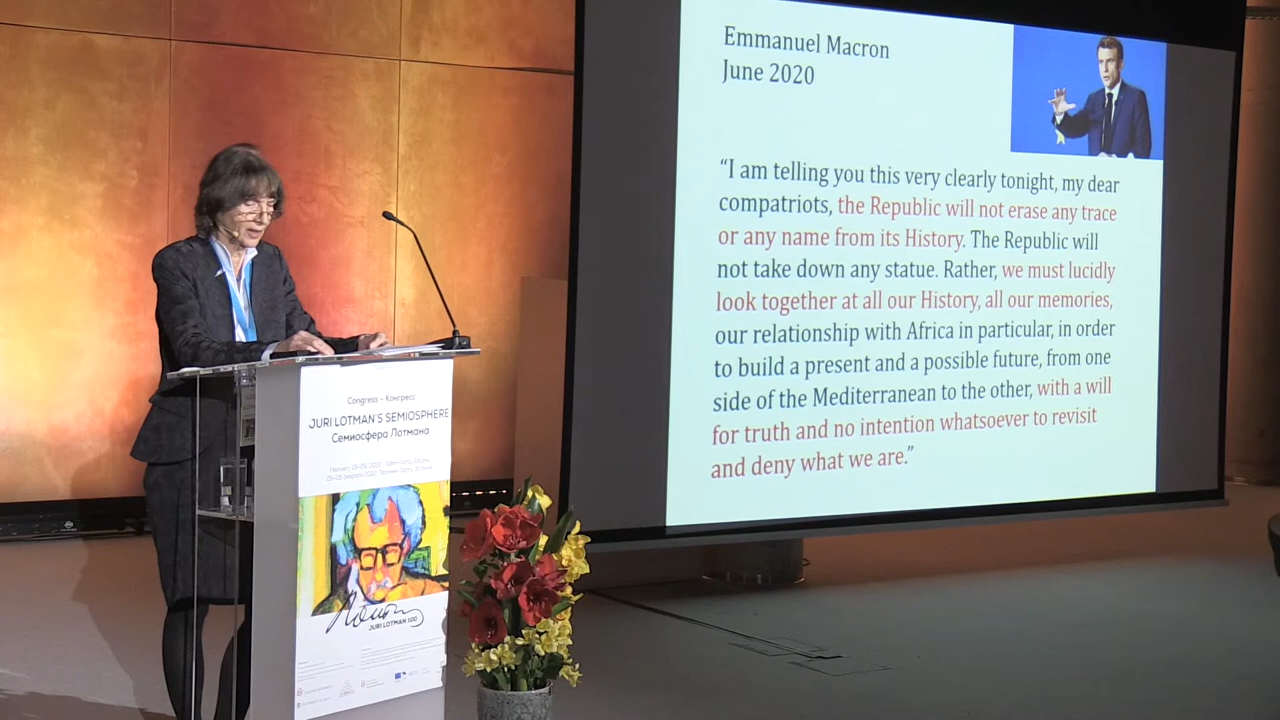 Emmanuel Macron
June 2020
“I am telling you this very clearly tonight, my dear
compatriots, the Republic will not erase any trace
or any name from its History. The Republic will
not take down any statue. Rather, we must lucidly
look together at all our History, all our memories,
our relationship with Africa in particular, in order
to build a present and a possible future, from one
side of the Mediterranean to the other, with a will
for truth and no intention whatsoever to revisit
and deny what we are.”
Congress – Конгресс
JURI LOTMAN'S SEMIOSPHERE
Семиосфера Лотмана
JURI LOTMAN 100